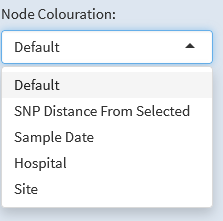 Node Colouration:
Default
Default
SNP Distance From Selected
Sample Date
Hospital
Site